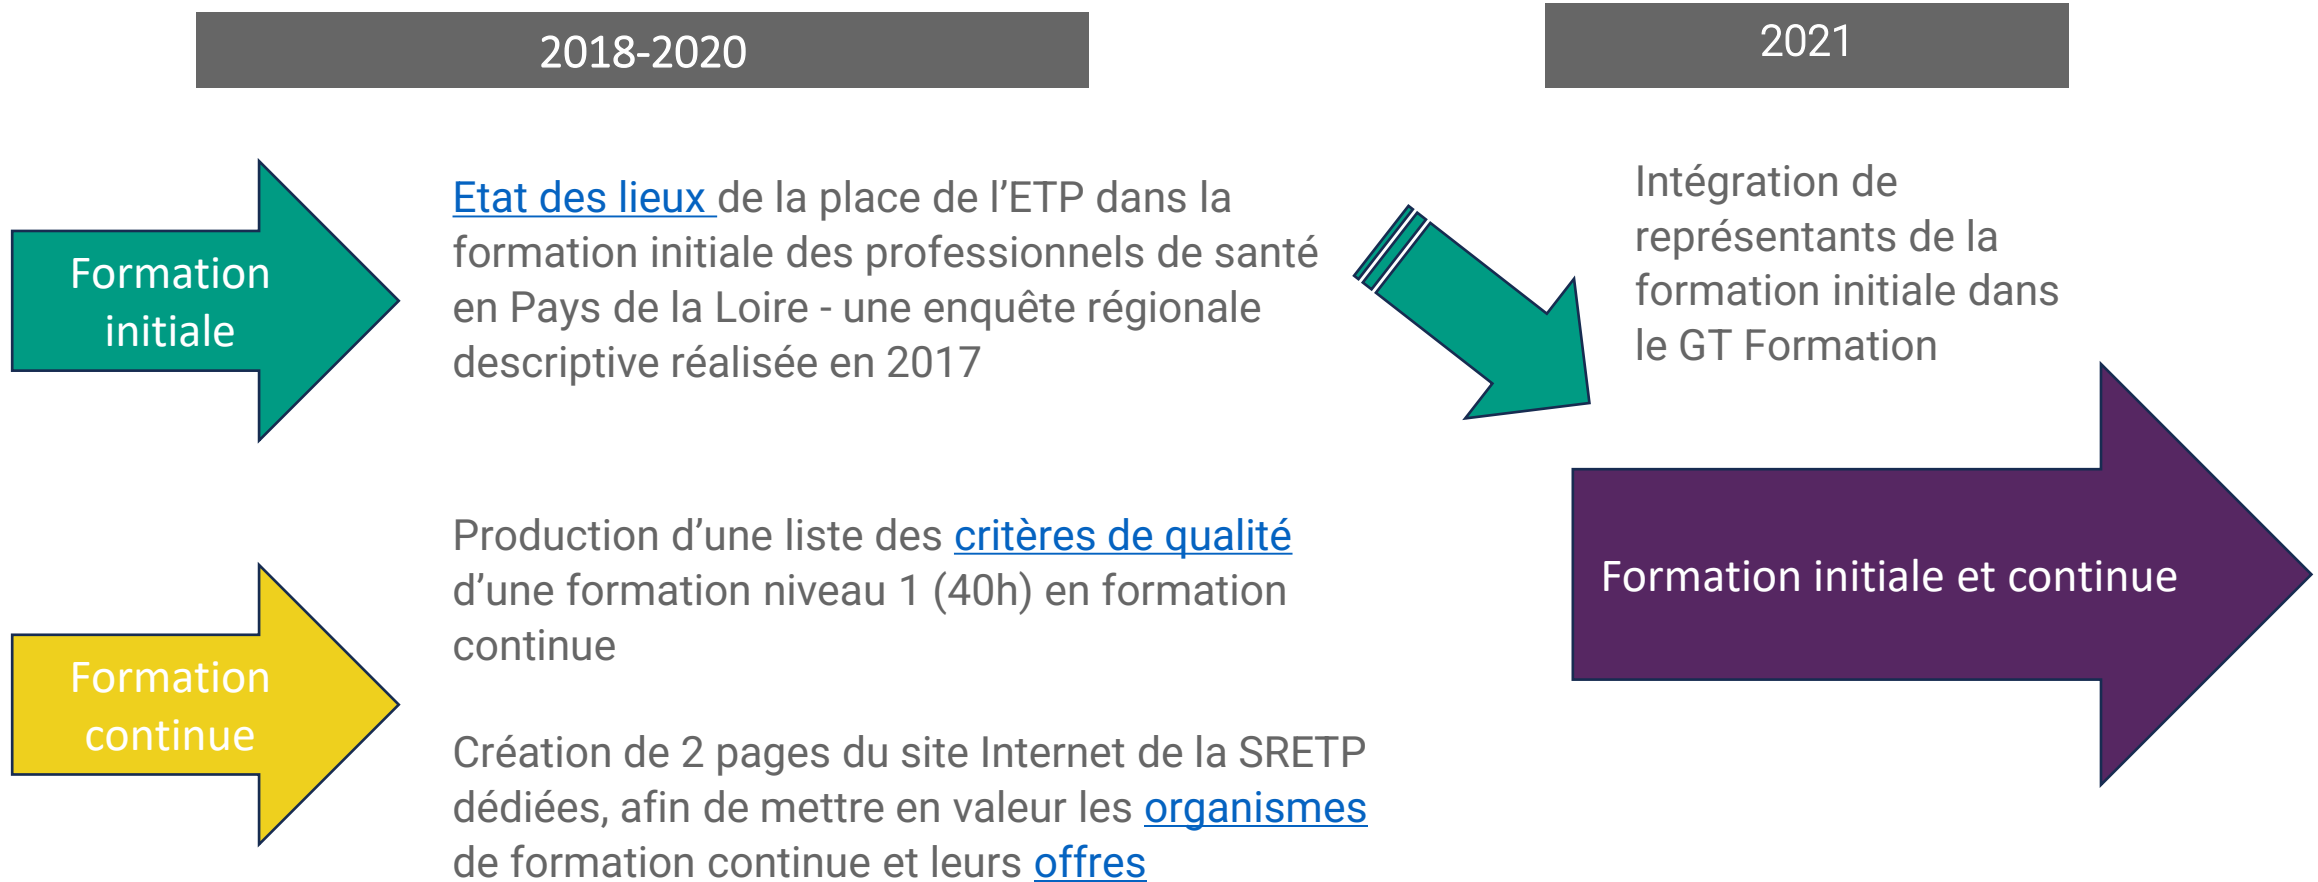 2018-2020
2021
Formation
initiale
Etat des lieux de la place de l’ETP dans la
formation initiale des professionnels de santé
en Pays de la Loire - une enquête régionale
descriptive réalisée en 2017
Intégration de
représentants de la
formation initiale dans
le GT Formation
Formation
continue
Production d’une liste des critères de qualité
d’une formation niveau 1 (40h) en formation
continue
Création de 2 pages du site Internet de la SRETP
dédiées, afin de mettre en valeur les organismes
de formation continue et leurs offres
Formation initiale et continue